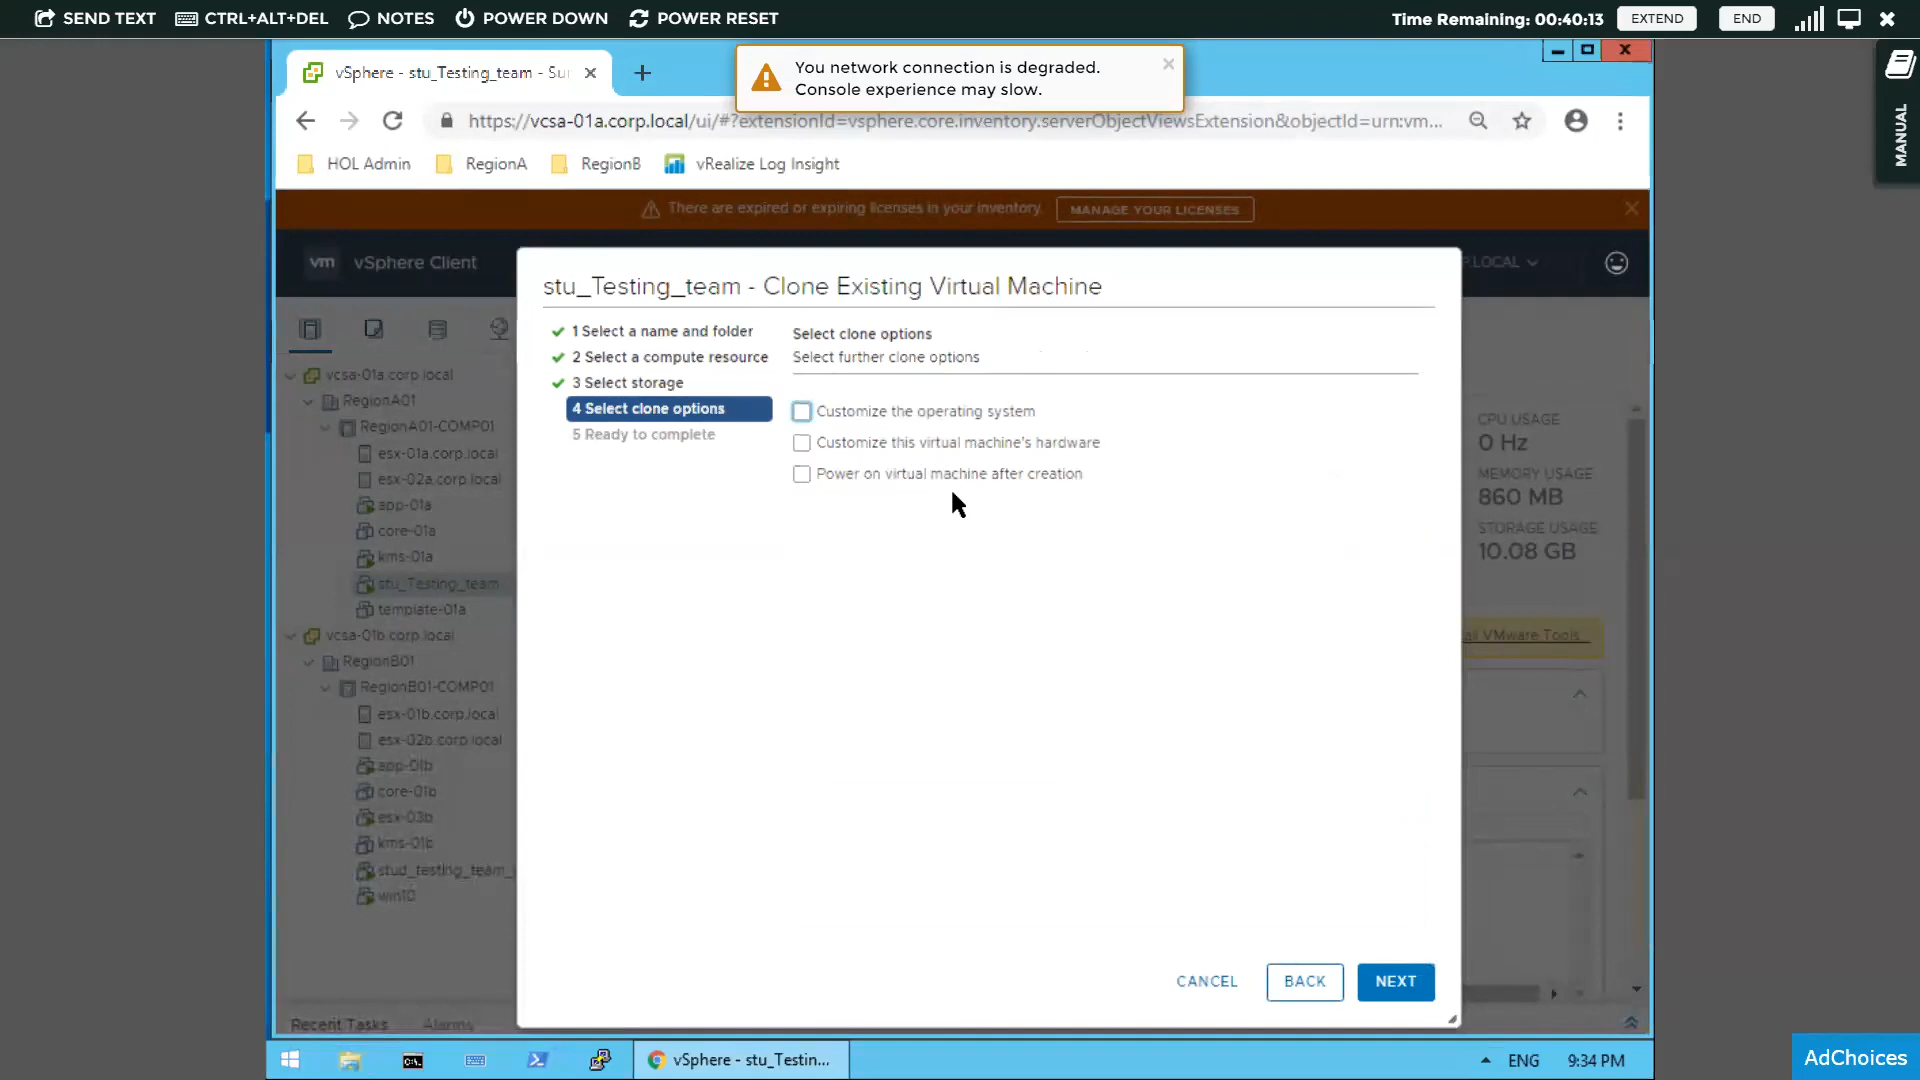 SEND TEXT
CTRL+ALT+DEL
NOTES
POWER DOWN
POWER RESET
Time Remaining: 00:40:13
EXTEND
END
MANUAL
vSphere - stu_Testing_team - Su
You network connection is degraded.
Console experience may slow.
https://vcsa-01a.corp.local/ui/#?extensionId=vsphere.core.inventory.serverObjectViewsExtension&objectId=urn:vm...
HOL Admin
RegionA
RegionB
vRealize Log Insight
There are expired or expiring licenses in your inventory.
MANAGE YOUR LICENSES
vm
vSphere Client
P.LOCAL
stu_Testing_team - Clone Existing Virtual Machine
1 Select a name and folder
2 Select a compute resource
3 Select storage
4 Select clone options
5 Ready to complete
Select clone options
Select further clone options
Customize the operating system
Customize this virtual machine's hardware
Power on virtual machine after creation
CANCEL
BACK
NEXT
vcsa-01a.corp.local
RegionA01
RegionA01-COMP01
esx-01a.corp.local
esx-02a.corp.local
app-01a
core-01a
kms-01a
stu_Testing_team
template-01a
vcsa-01b.corp.local
RegionB01
RegionB01-COMP01
esx-01b.corp.local
esx-02b.corp.local
app-01b
core-01b
esx-03b
kms-01b
stud_testing_team_
win10
CPU USAGE
0 Hz
MEMORY USAGE
860 MB
STORAGE USAGE
10.08 GB
all VMware Tools...
Recent Tasks
Alarms
vSphere - stu_Testin...
ENG
9:34 PM
AdChoices